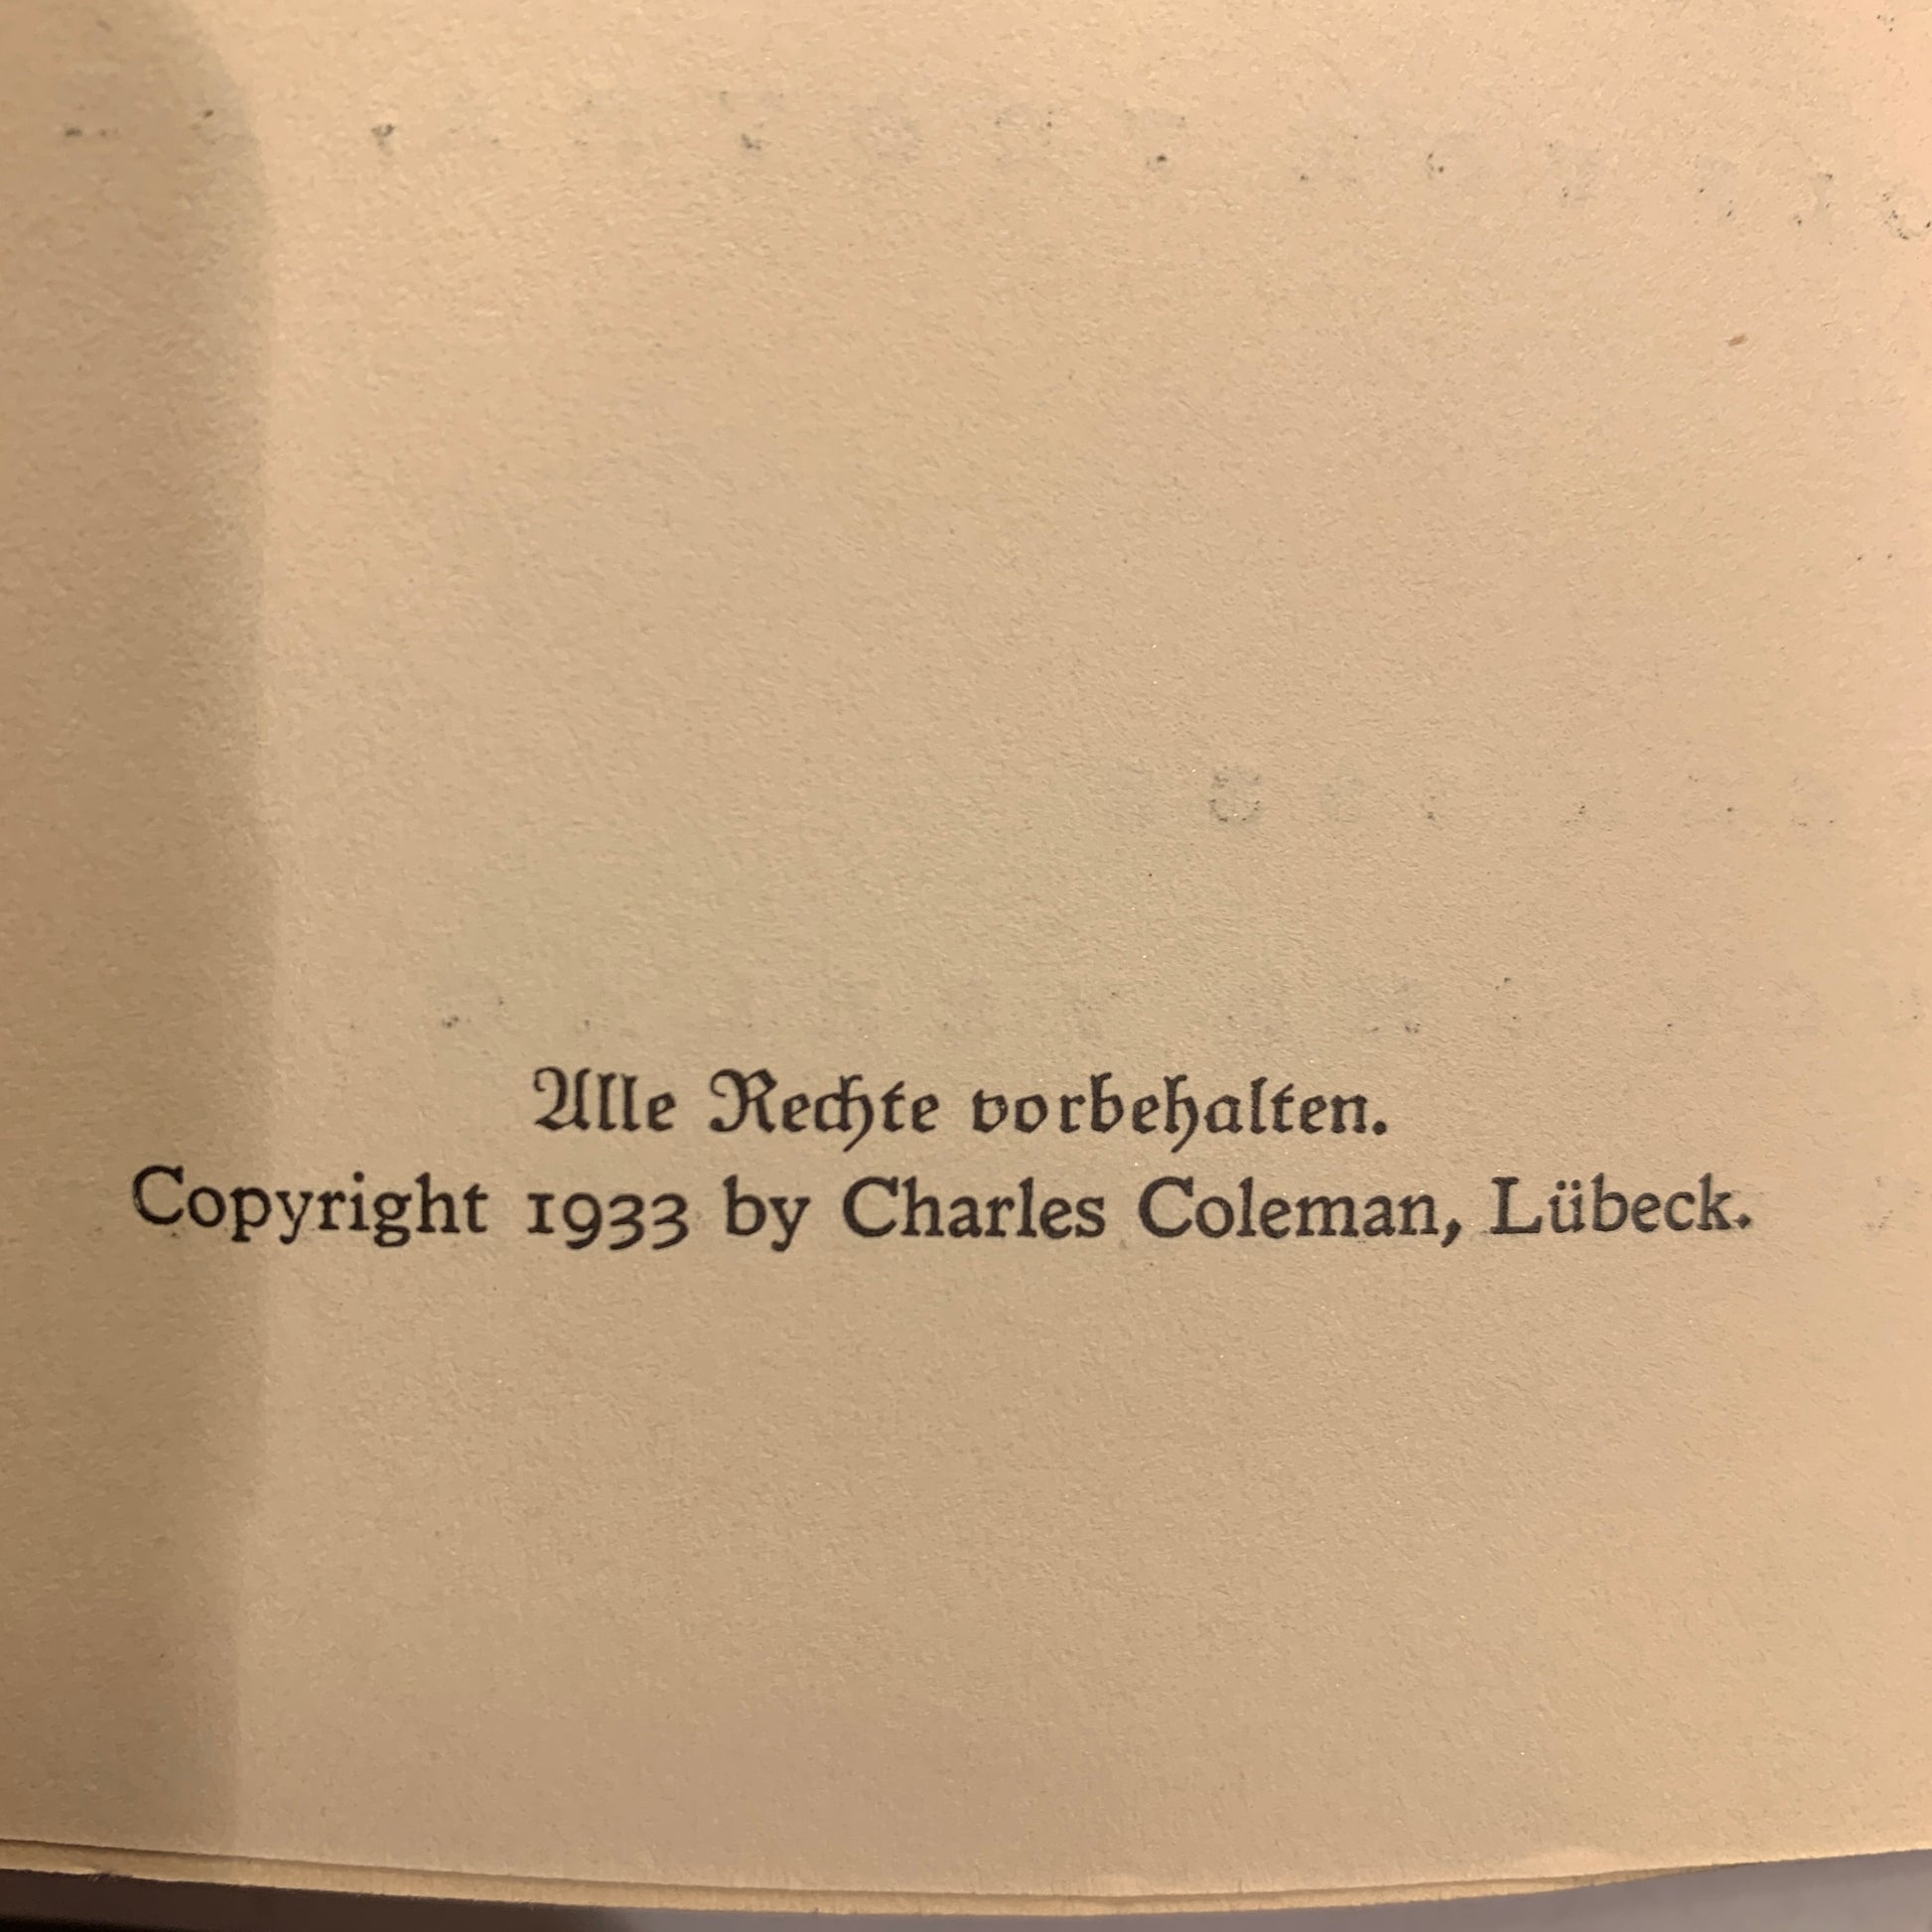 Alle Rechte vorbehalten.
Copyright 1933 by Charles Coleman, Lübeck.